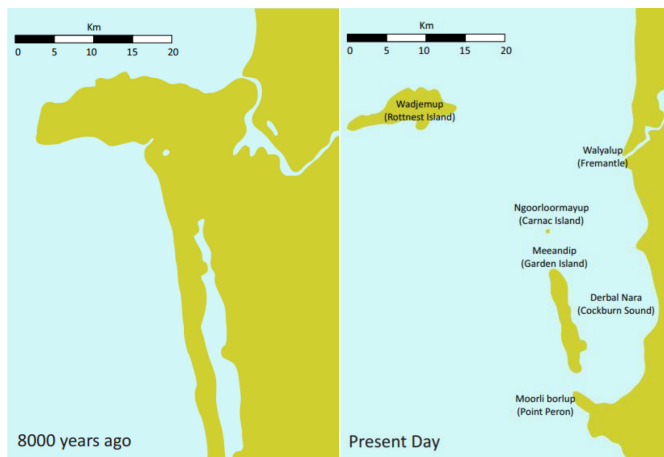 Km
0 5 10 15 20
8000 years ago
Km
0 5 10 15 20
Wadjemup
(Rottnest Island)
Walyalup
(Fremantle)
Ngoorloormayup
(Carnac Island)
Meeandip
(Garden Island)
Derbal Nara
(Cockburn Sound)
Moorli borlup
(Point Peron)
Present Day